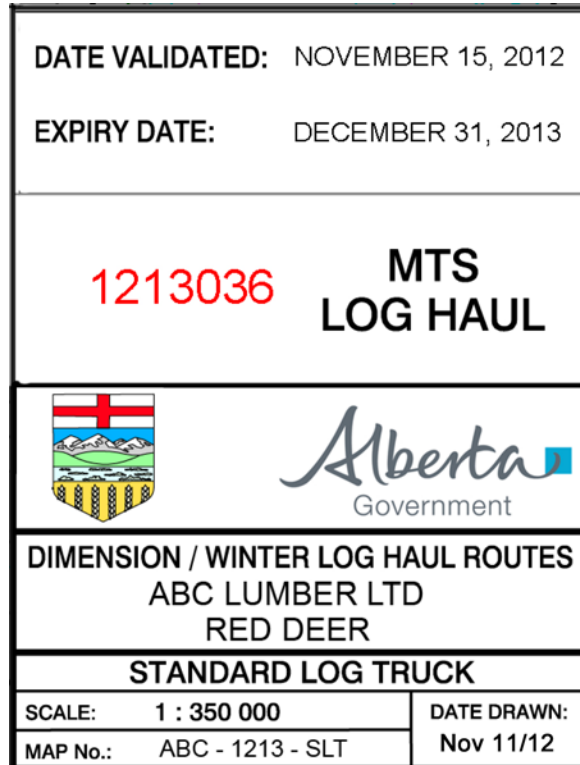 DATE VALIDATED: NOVEMBER 15, 2012
EXPIRY DATE: DECEMBER 31, 2013
1213036
MTS
LOG HAUL
Alberta
Government
DIMENSION / WINTER LOG HAUL ROUTES
ABC LUMBER LTD
RED DEER
STANDARD LOG TRUCK
SCALE: 1 : 350 000
MAP No.: ABC - 1213 - SLT
DATE DRAWN:
Nov 11/12